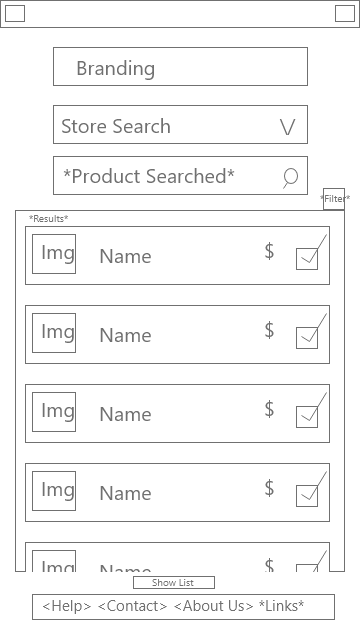 Branding
Store Search V
*Product Searched*
*Filter*
*Results*
Img Name $
Img Name $
Img Name $
Img Name $
Img Name $
Show List
<Help> <Contact> <About Us> *Links*